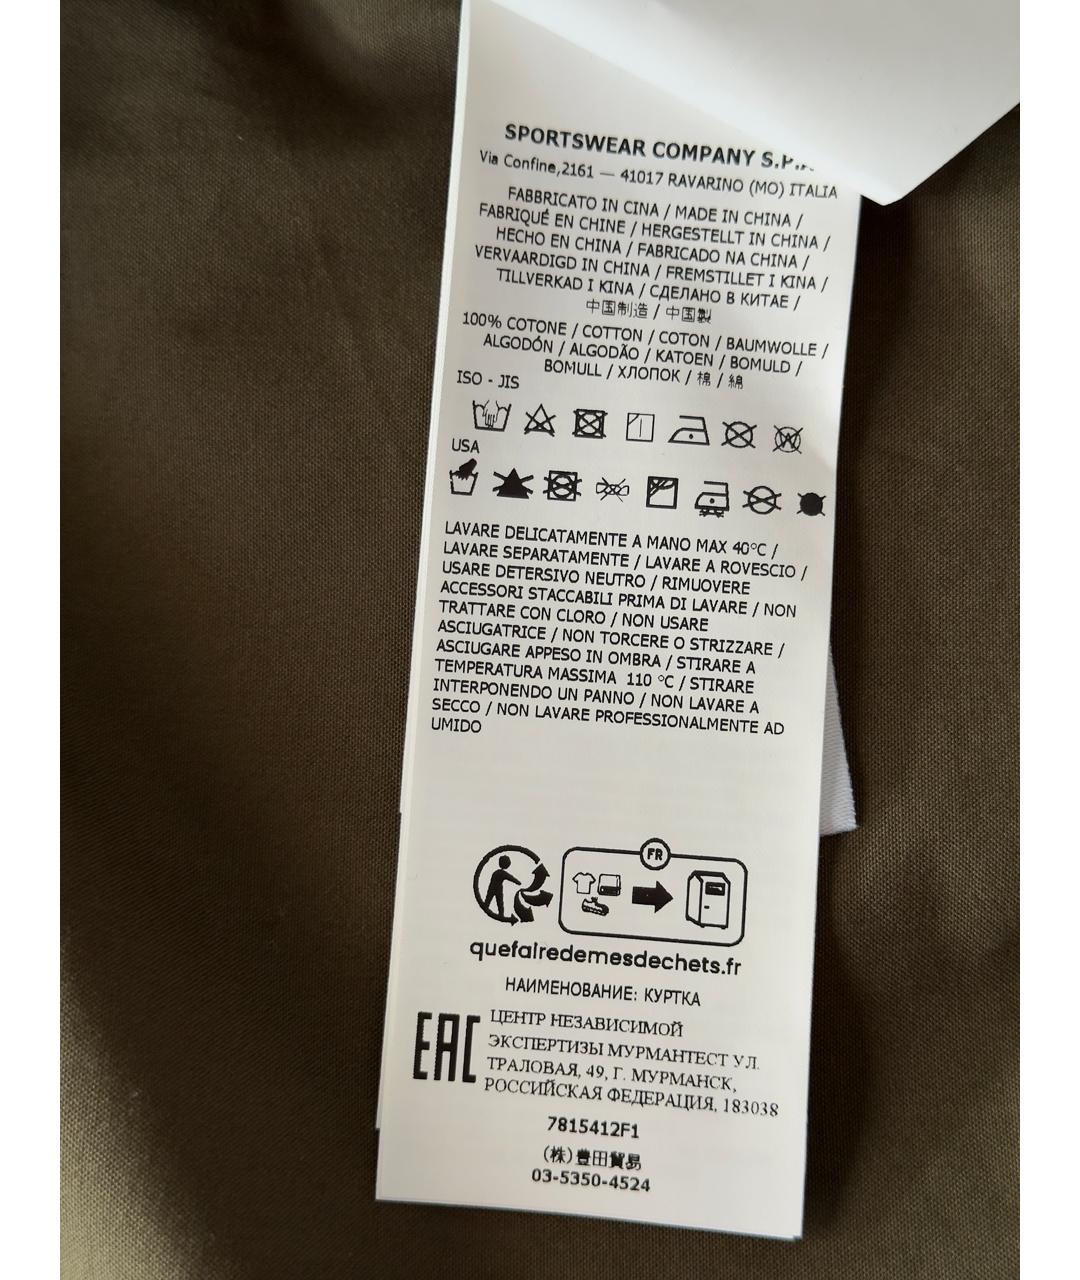 SPORTSWEAR COMPANY S.P.A.
Via Confine,2161 — 41017 RAVARINO (MO) ITALIA
FABBRICATO IN CINA / MADE IN CHINA /
FABRIQUÉ EN CHINE / HERGESTELLT IN CHINA /
HECHO EN CHINA / FABRICADO NA CHINA /
VERVAARDIGD IN CHINA / FREMSTILLET I KINA /
TILLVERKAD I KINA / СДЕЛАНО В КИТАЕ /
中国制造 / 中国製
100% COTONE / COTTON / COTON / BAUMWOLLE /
ALGODÓN / ALGODÃO / KATOEN / BOMULD /
BOMULL / ХЛОПОК / 棉 / 綿
ISO - JIS
W
USA
LAVARE DELICATAMENTE A MANO MAX 40°C /
LAVARE SEPARATAMENTE / LAVARE A ROVESCIO /
USARE DETERSIVO NEUTRO / RIMUOVERE
ACCESSORI STACCABILI PRIMA DI LAVARE / NON
TRATTARE CON CLORO / NON USARE
ASCIUGATRICE / NON TORCERE O STRIZZARE /
ASCIUGARE APPESO IN OMBRA / STIRARE A
TEMPERATURA MASSIMA 110 °C / STIRARE
INTERPONENDO UN PANNO / NON LAVARE A
SECCO / NON LAVARE PROFESSIONALMENTE AD
UMIDO
FR
quefairedemesdechets.fr
НАИМЕНОВАНИЕ: КУРТКА
EAC
ЦЕНТР НЕЗАВИСИМОЙ
ЭКСПЕРТИЗЫ МУРМАНТЕСТ УЛ.
ТРАЛОВАЯ, 49, Г. МУРМАНСК,
РОССИЙСКАЯ ФЕДЕРАЦИЯ, 183038
7815412F1
(株)豊田貿易
03-5350-4524